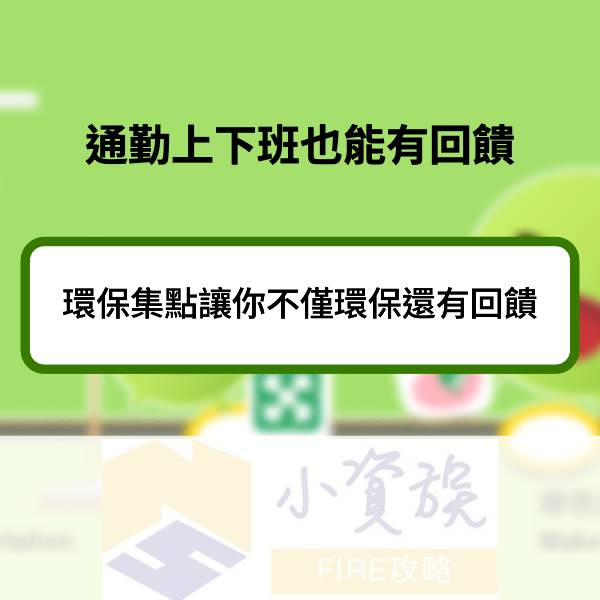 通勤上下班也能有回饋
環保集點讓你不僅環保還有回饋
小資族
FIRE攻略